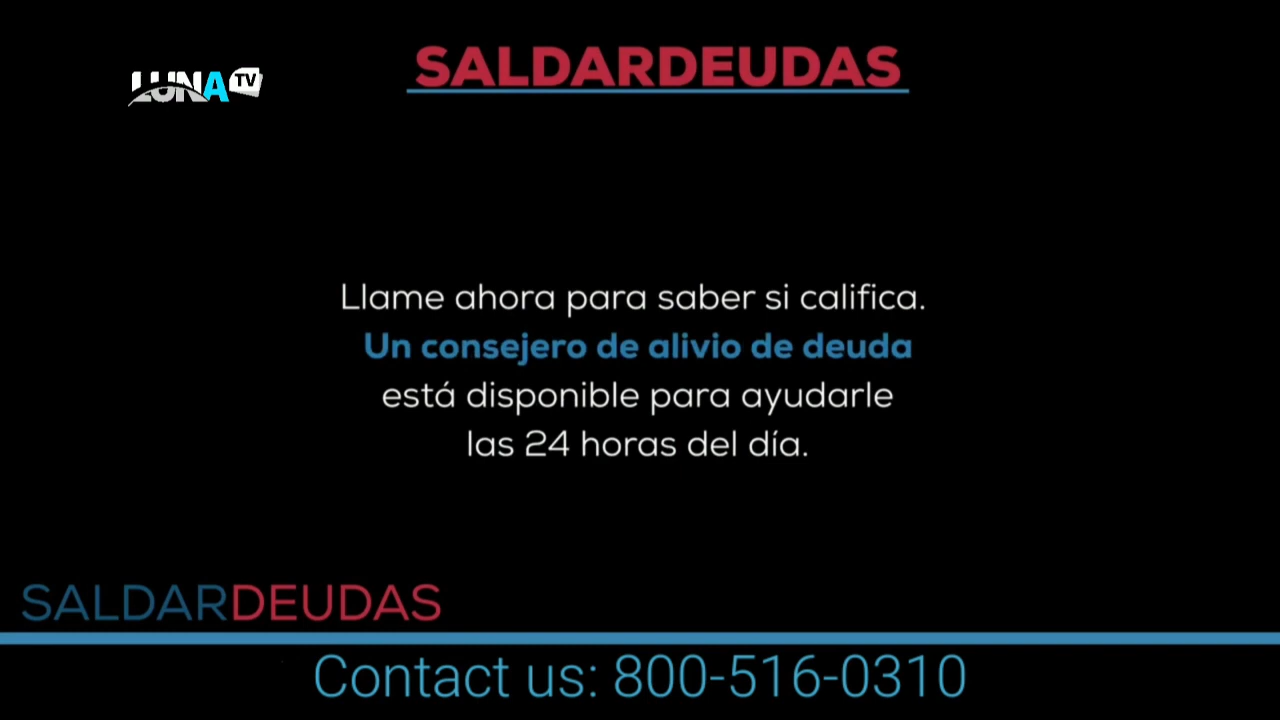 LUNA TV
SALDARDEUDAS
Llame ahora para saber si califica.
Un consejero de alivio de deuda
está disponible para ayudarle
las 24 horas del día.
SALDARDEUDAS
Contact us: 800-516-0310